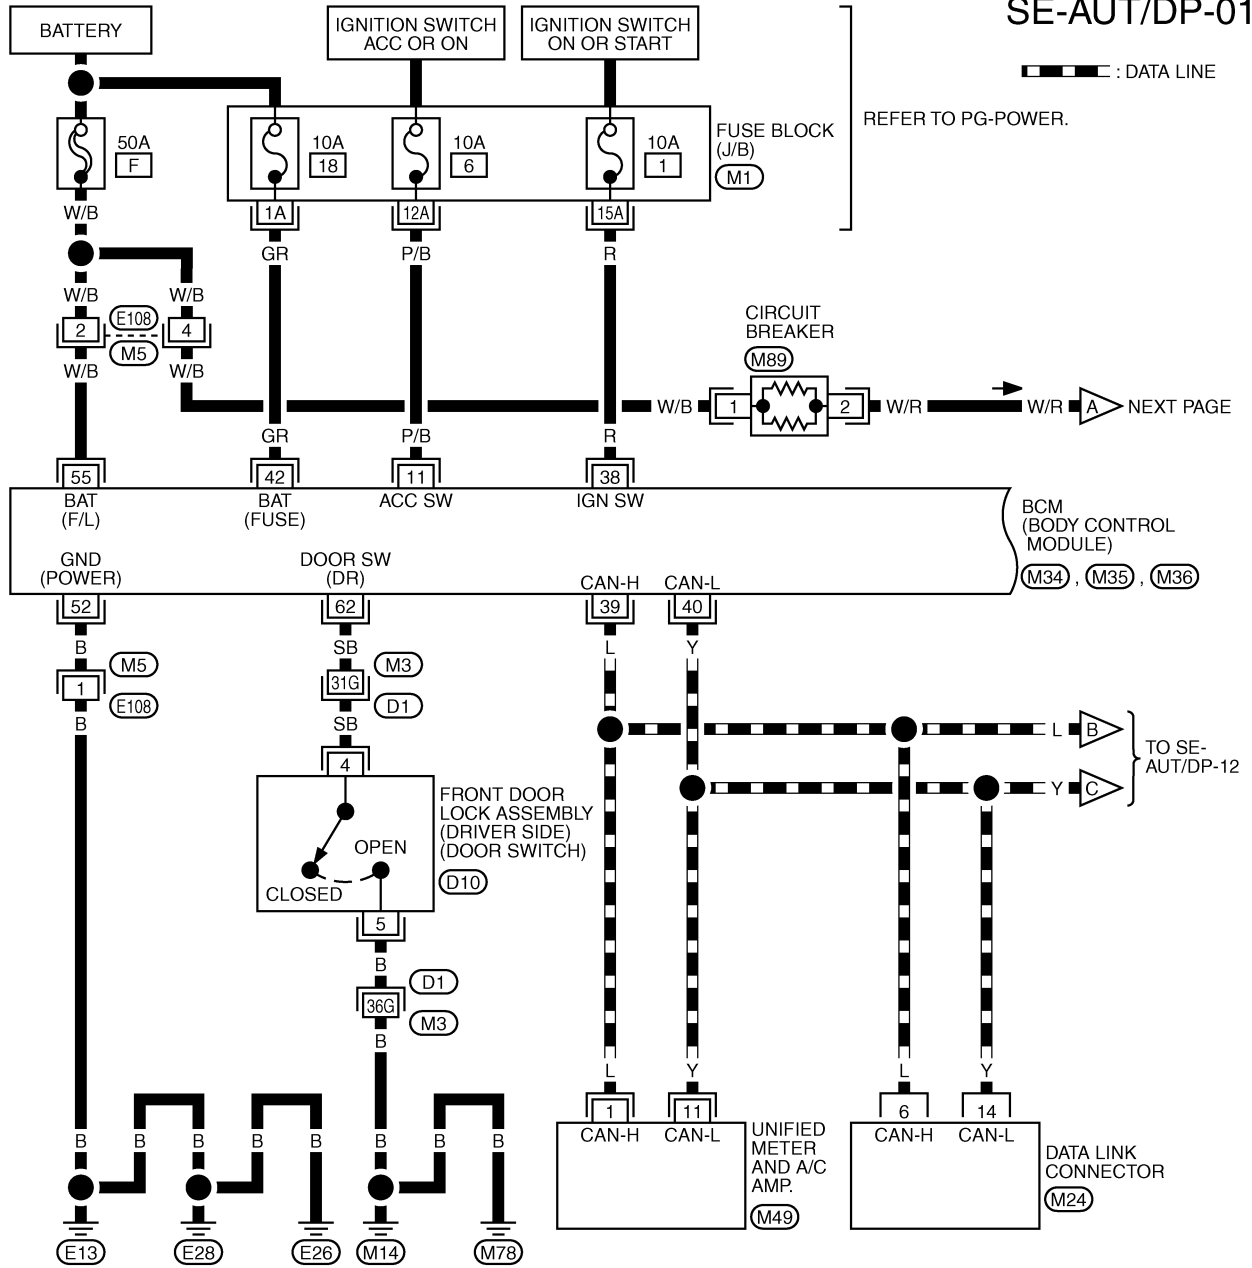 SE-AUT/DP-01
BATTERY
IGNITION SWITCH
ACC OR ON
IGNITION SWITCH
ON OR START
: DATA LINE
REFER TO PG-POWER.
50A
F
10A
18
10A
6
10A
1
FUSE BLOCK
(J/B)
M1
W/B
1A
12A
15A
GR
P/B
R
W/B
W/B
2
E108
4
M5
W/B
W/B
CIRCUIT
BREAKER
M89
W/B
1
2
W/R
W/R
A
NEXT PAGE
GR
P/B
R
55
42
11
38
BAT
(F/L)
BAT
(FUSE)
ACC SW
IGN SW
BCM
(BODY CONTROL
MODULE)
M34 , M35 , M36
GND
(POWER)
DOOR SW
(DR)
CAN-H
CAN-L
52
62
39
40
B
SB
L
Y
M5
1
E108
B
M3
31G
D1
SB
L
B
Y
C
TO SE-
AUT/DP-12
4
FRONT DOOR
LOCK ASSEMBLY
(DRIVER SIDE)
(DOOR SWITCH)
D10
OPEN
CLOSED
5
B
D1
36G
M3
B
L
Y
L
Y
1
11
6
14
CAN-H
CAN-L
CAN-H
CAN-L
UNIFIED
METER
AND A/C
AMP.
M49
DATA LINK
CONNECTOR
M24
B
B
B
B
B
B
B
B
E13
E28
E26
M14
M78